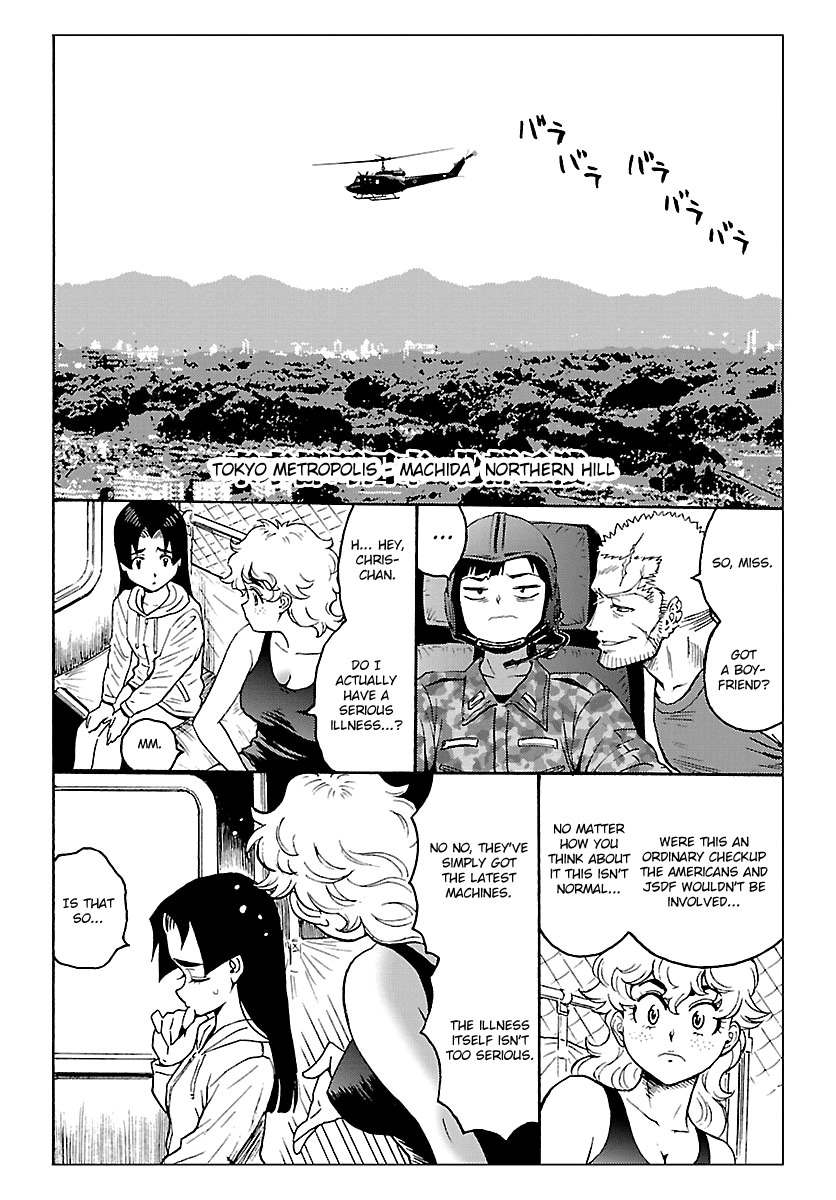 バラ
バラ
バラ
バラ
バラ
TOKYO METROPOLIS - MACHIDA NORTHERN HILL
SO, MISS.
GOT
A BOY-
FRIEND?
...
H... HEY,
CHRIS-
CHAN.
DO I
ACTUALLY
HAVE A
SERIOUS
ILLNESS...?
MM.
WERE THIS AN
ORDINARY CHECKUP
THE AMERICANS AND
JSDF WOULDN'T BE
INVOLVED...
NO MATTER
HOW YOU
THINK ABOUT
IT THIS ISN'T
NORMAL...
NO NO, THEY'VE
SIMPLY GOT
THE LATEST
MACHINES.
THE ILLNESS
ITSELF ISN'T
TOO SERIOUS.
IS THAT
SO...